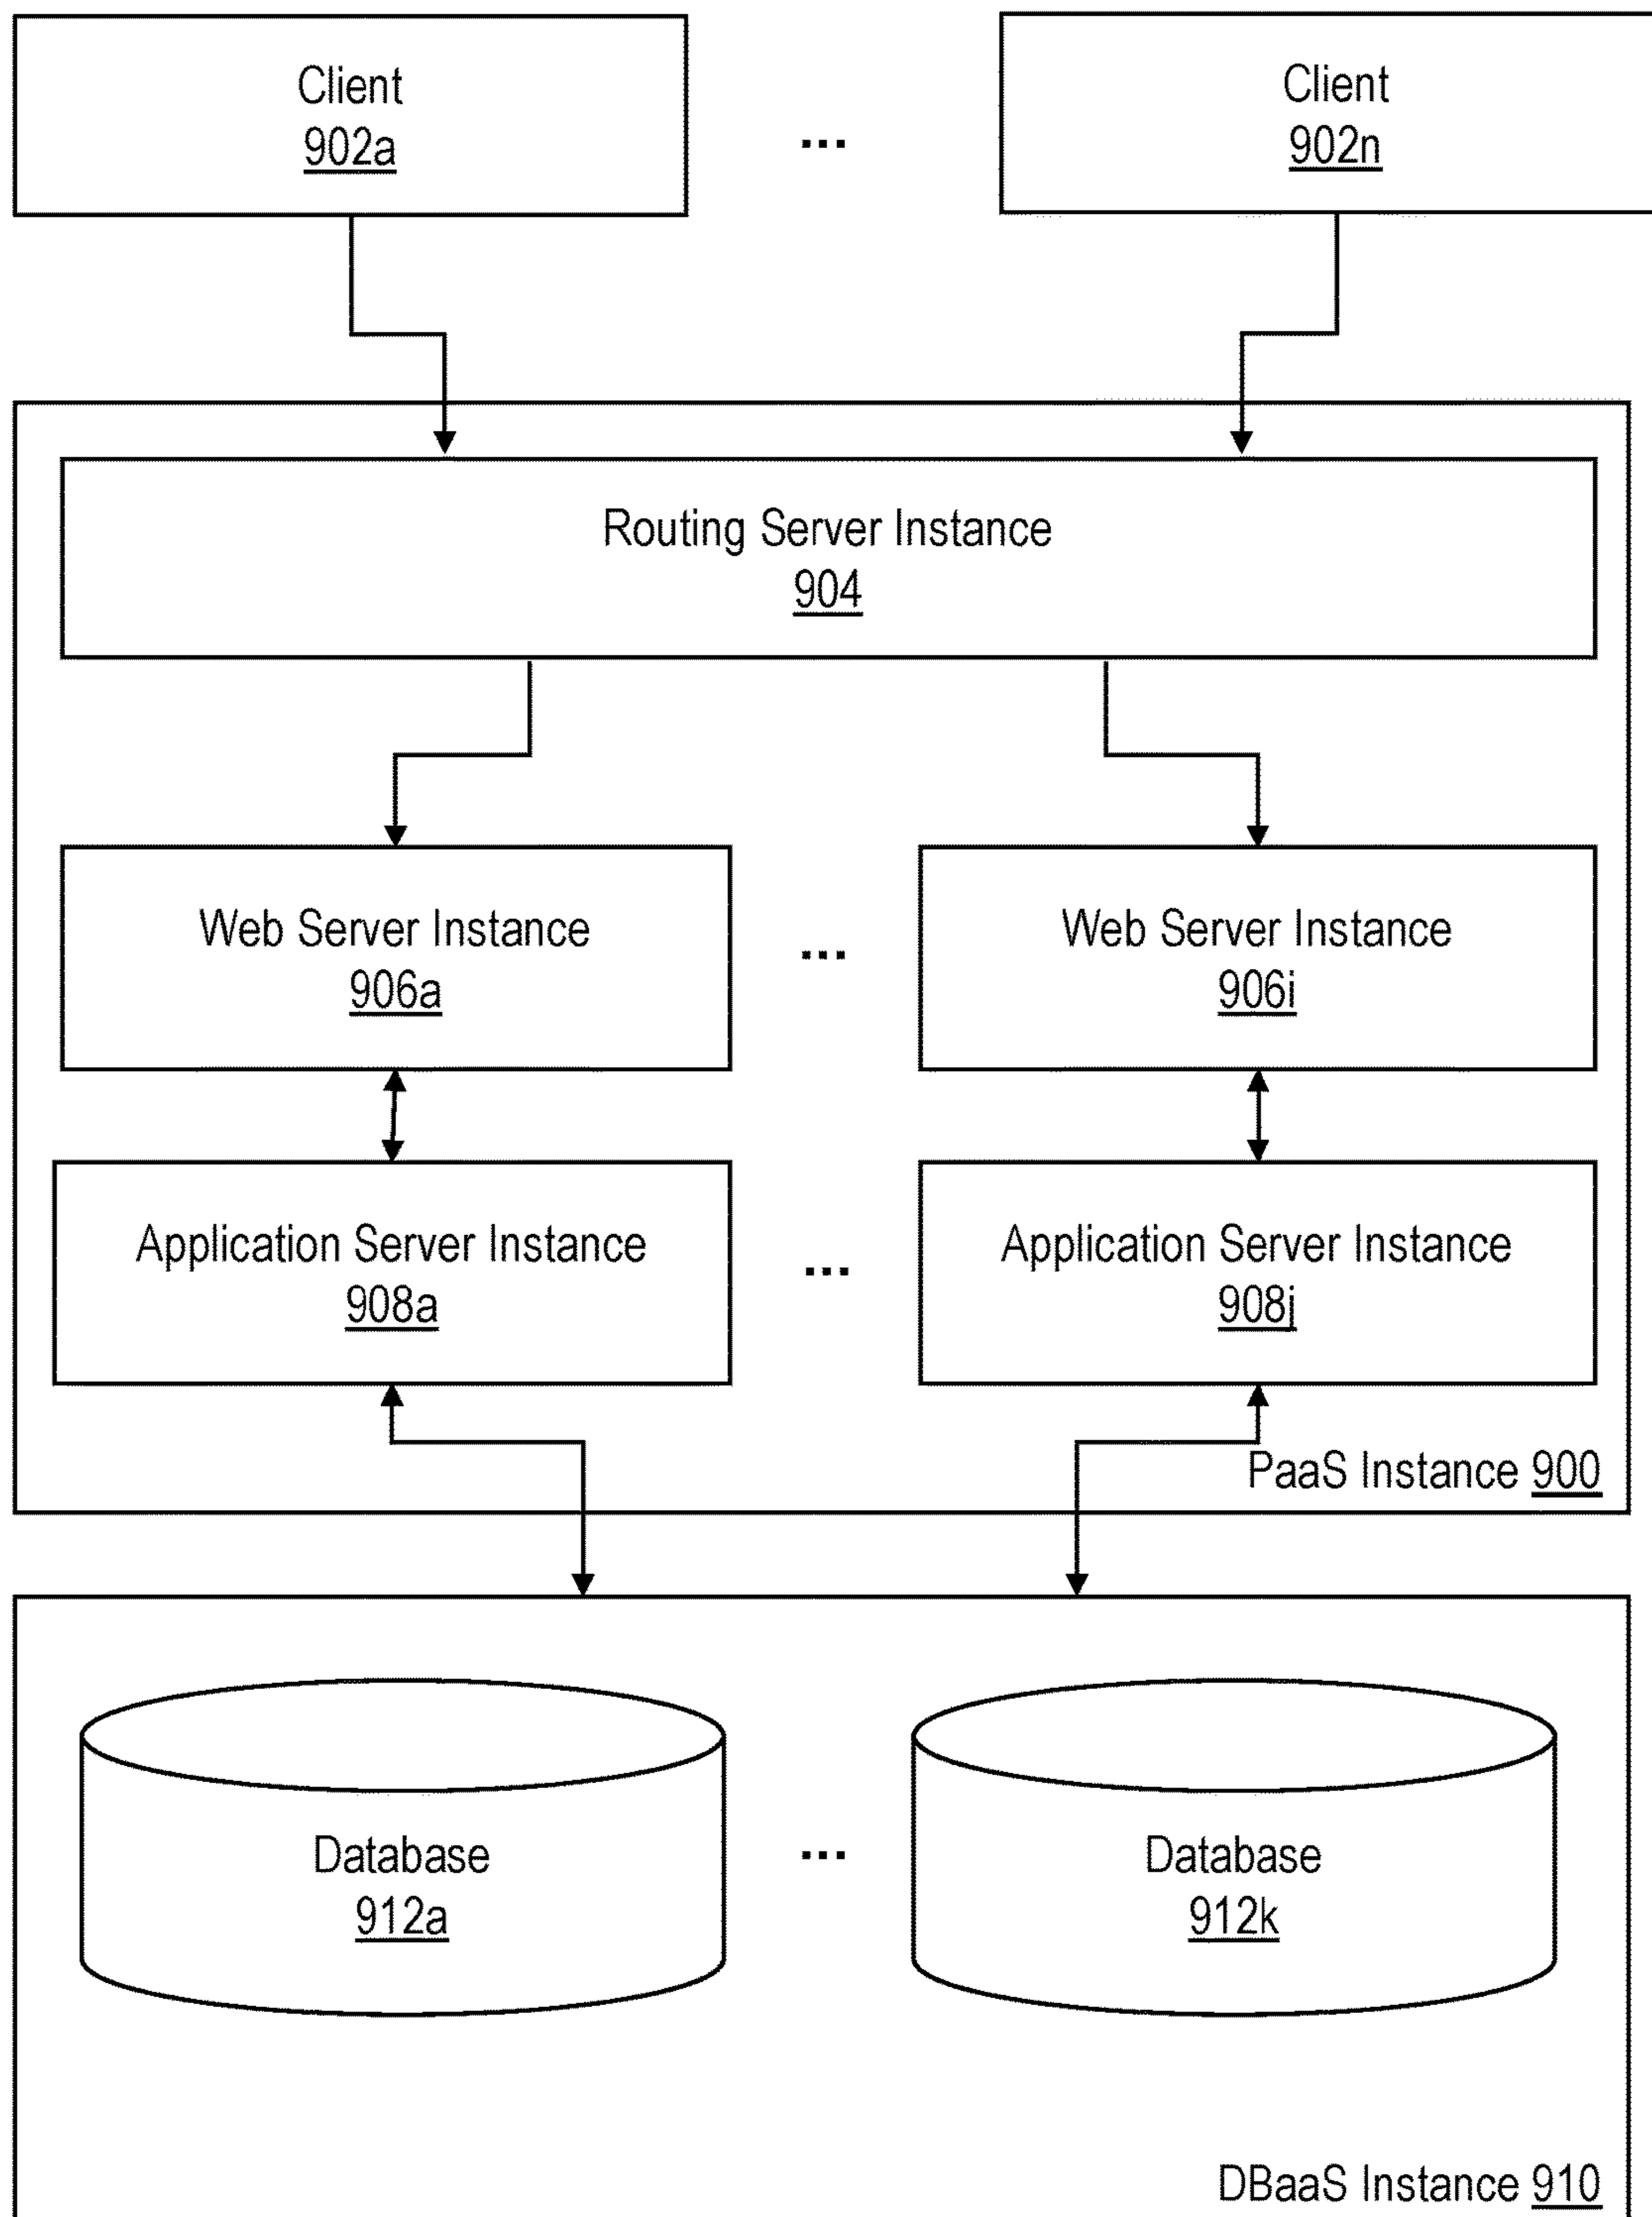 Client
902a
...
Client
902n
Routing Server Instance
904
Web Server Instance
906a
...
Web Server Instance
906i
Application Server Instance
908a
...
Application Server Instance
908j
PaaS Instance 900
Database
912a
...
Database
912k
DBaaS Instance 910